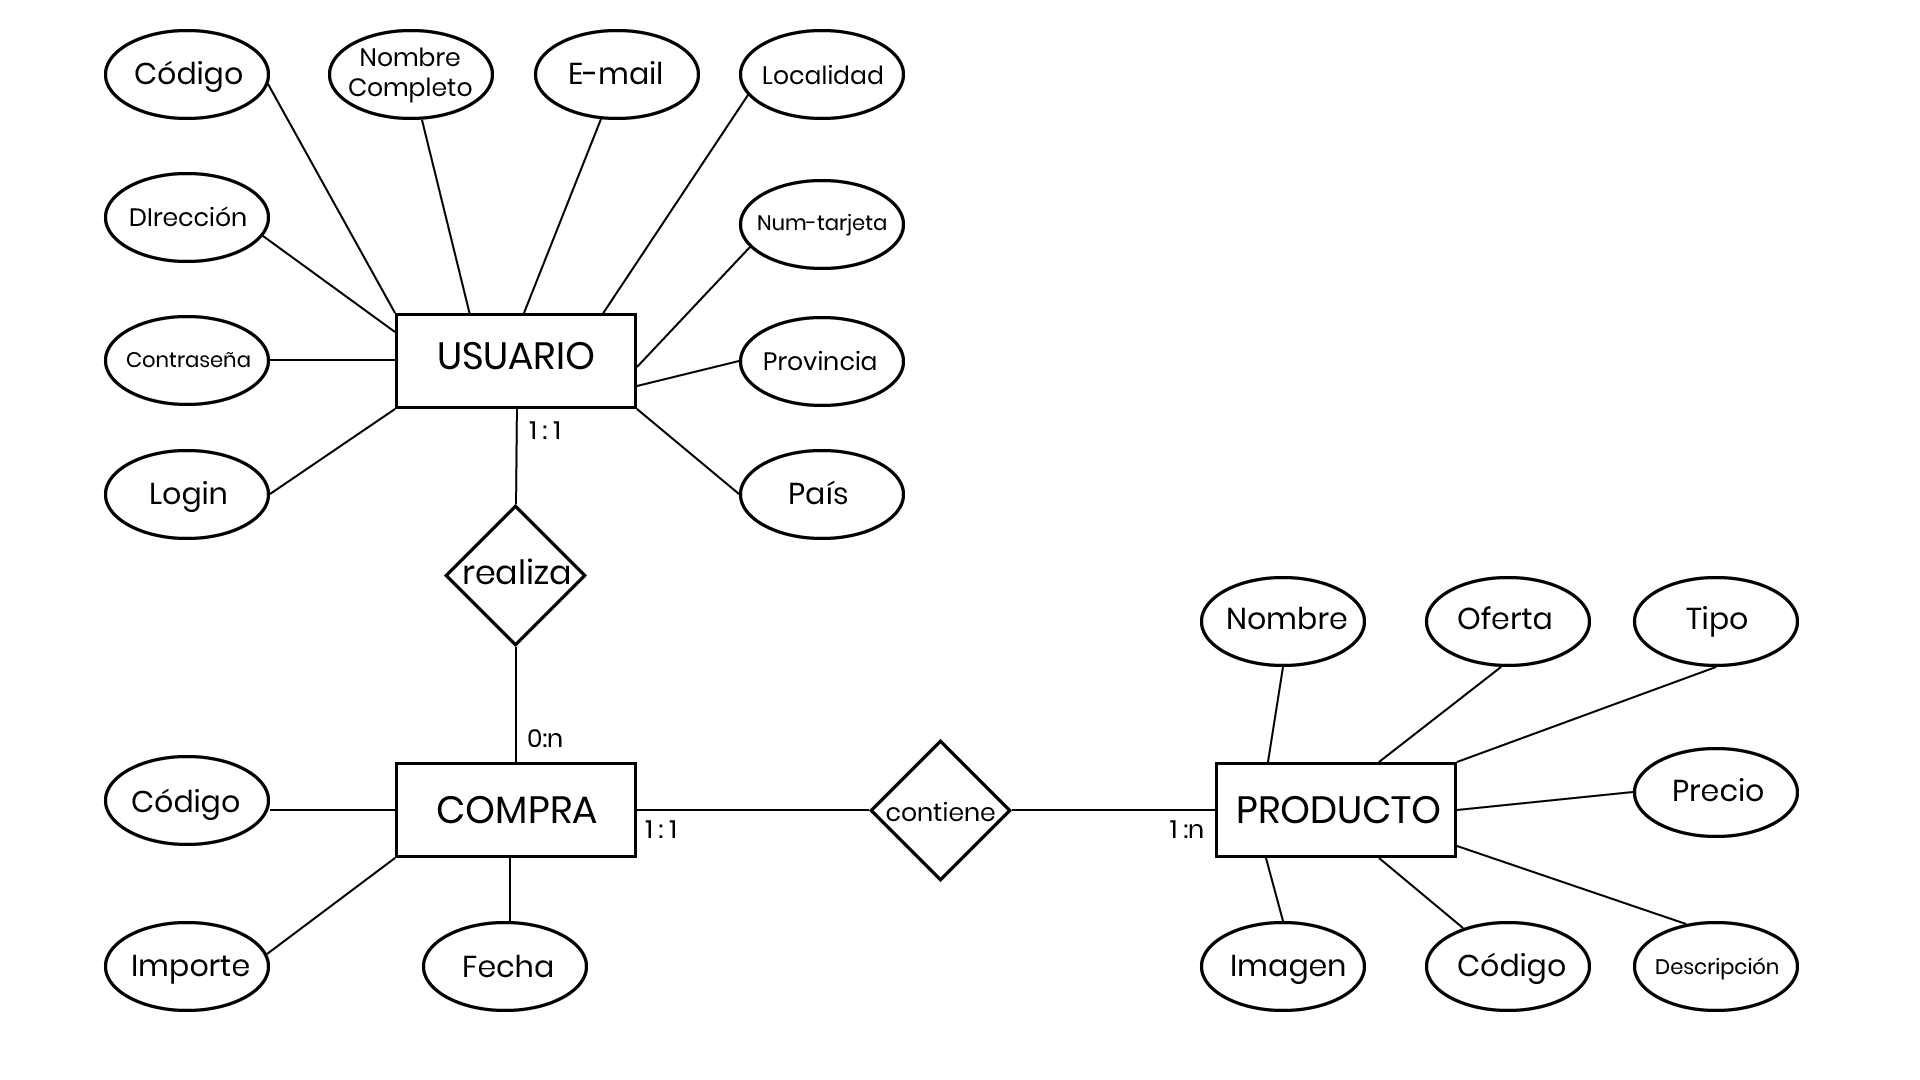 Código
Nombre
Completo
E-mail
Localidad
DIrección
Num-tarjeta
Contraseña
USUARIO
Provincia
1:1
Login
País
realiza
Nombre
Oferta
Tipo
0:n
Código
COMPRA
1:1
contiene
1:n
PRODUCTO
Precio
Importe
Fecha
Imagen
Código
Descripción